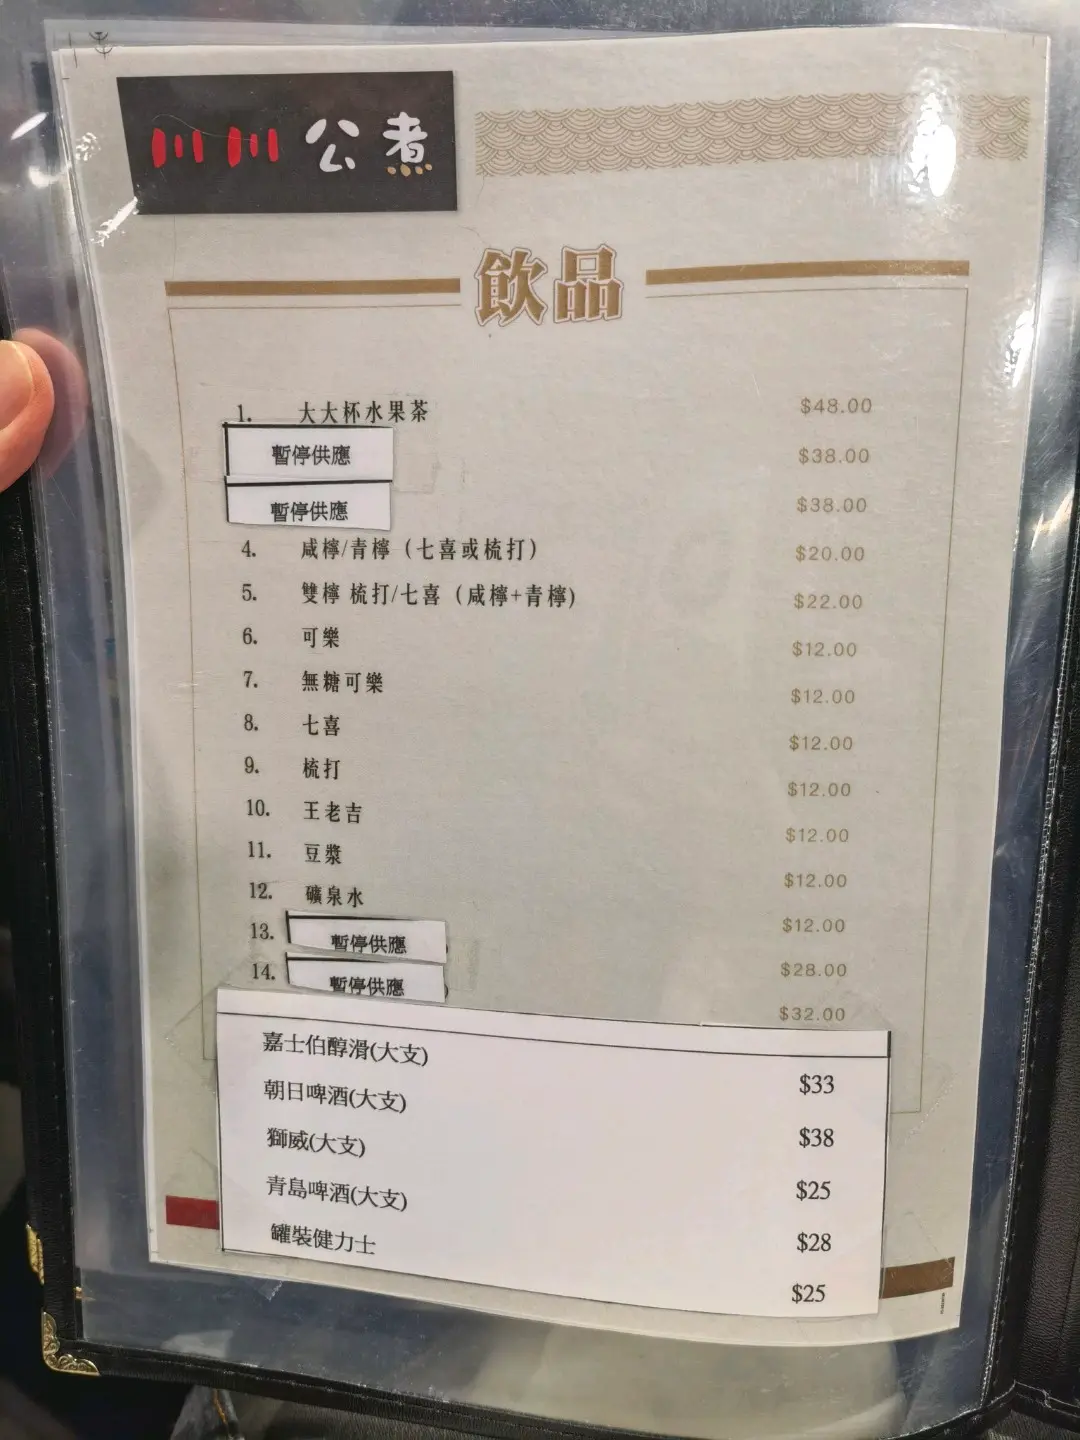 川川公煮
飲品
1. 大大杯水果茶 $48.00
暫停供應 $38.00
暫停供應 $38.00
4. 咸檸/青檸（七喜或梳打） $20.00
5. 雙檸 梳打/七喜（咸檸+青檸) $22.00
6. 可樂 $12.00
7. 無糖可樂 $12.00
8. 七喜 $12.00
9. 梳打 $12.00
10. 王老吉 $12.00
11. 豆漿 $12.00
12. 礦泉水 $12.00
13. 暫停供應 $28.00
14. 暫停供應 $32.00
嘉士伯醇滑(大支) $33
朝日啤酒(大支) $38
獅威(大支) $25
青島啤酒(大支) $28
罐裝健力士 $25